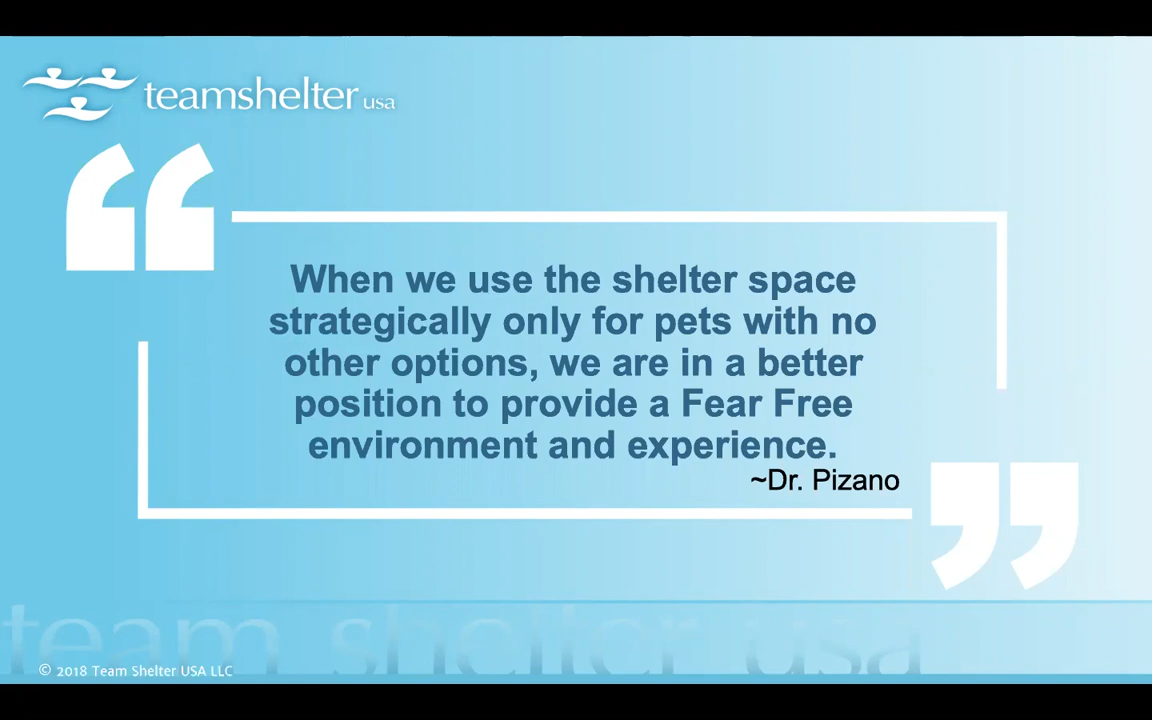 teamshelter usa
“
When we use the shelter space
strategically only for pets with no
other options, we are in a better
position to provide a Fear Free
environment and experience.
~Dr. Pizano
”
team shelter usa
© 2018 Team Shelter USA LLC